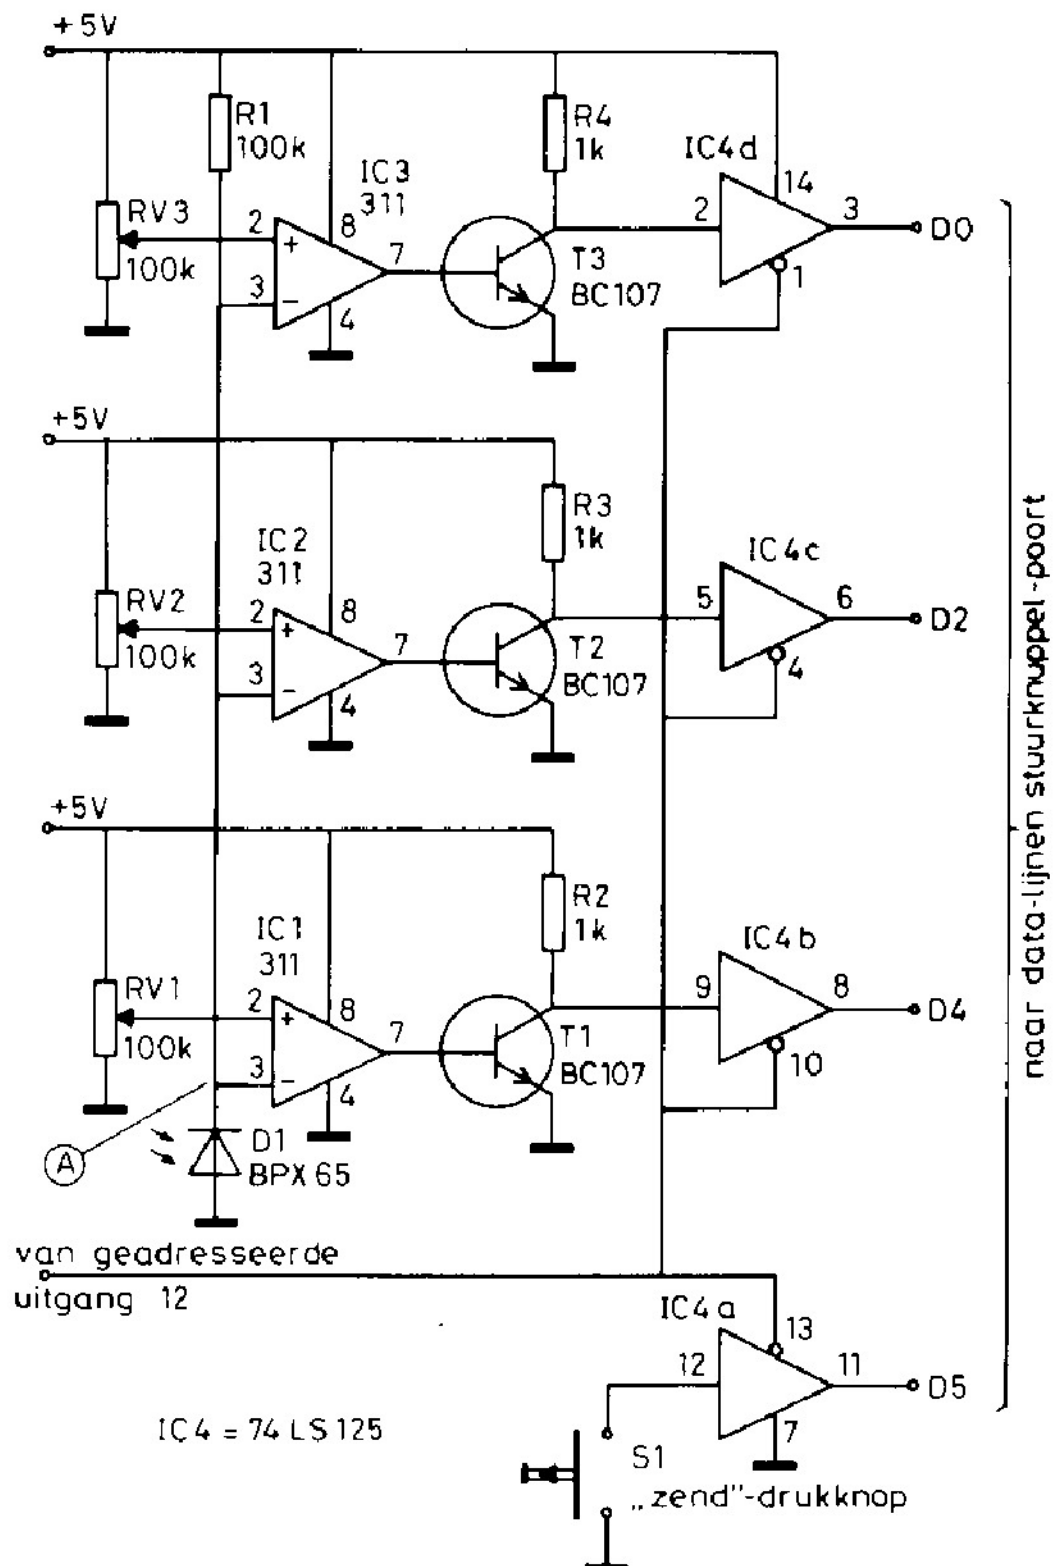 +5V
R1
100k
R4
1k
IC4d
14
IC3
311
RV3
100k
2
+
8
7
3
−
4
T3
BC107
2
3
D0
1
+5V
R3
1k
IC2
311
IC4c
RV2
100k
2
+
8
7
3
−
4
T2
BC107
5
6
D2
4
+5V
R2
1k
IC1
311
IC4b
RV1
100k
2
+
8
7
3
−
4
T1
BC107
9
8
D4
10
A
D1
BPX 65
van geadresseerde
uitgang 12
IC4a
13
12
11
D5
7
IC4 = 74 LS 125
S1
„zend"-drukknop
naar data-lijnen stuurknuppel-poort